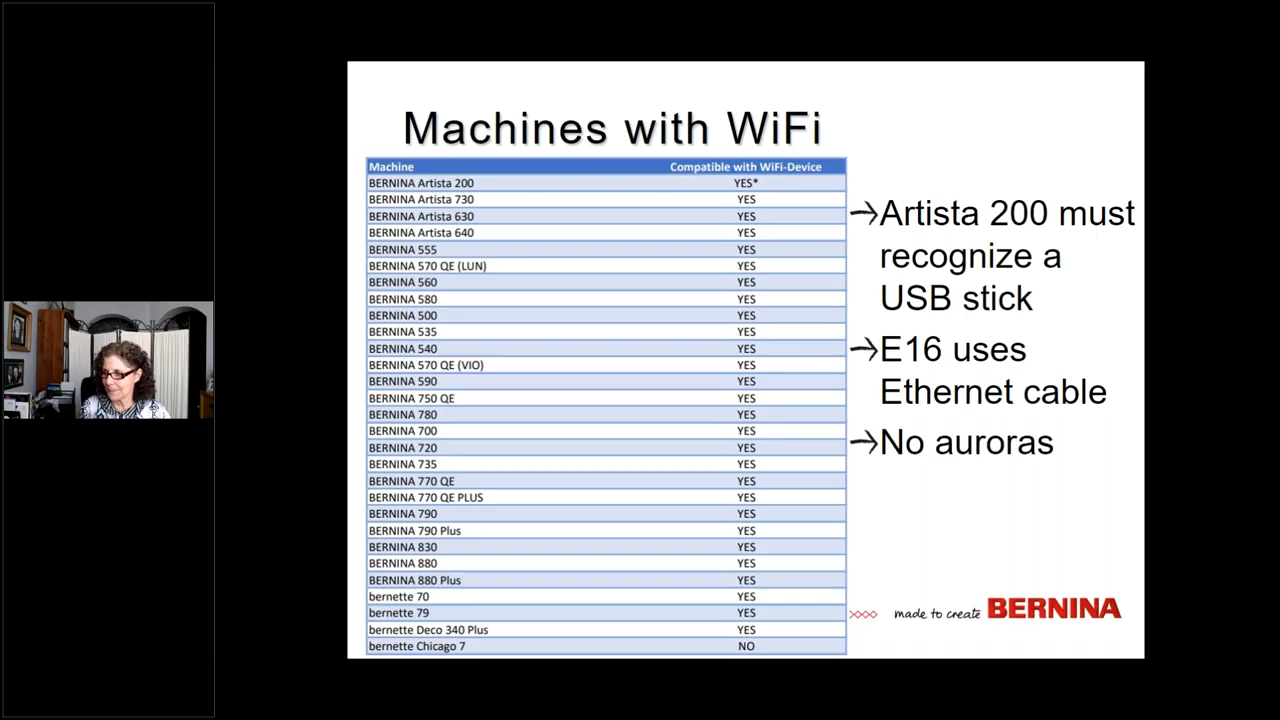 Machines with WiFi
Machine Compatible with WiFi-Device
BERNINA Artista 200 YES*
BERNINA Artista 730 YES
BERNINA Artista 630 YES
BERNINA Artista 640 YES
BERNINA 555 YES
BERNINA 570 QE (LUN) YES
BERNINA 560 YES
BERNINA 580 YES
BERNINA 500 YES
BERNINA 535 YES
BERNINA 540 YES
BERNINA 570 QE (VIO) YES
BERNINA 590 YES
BERNINA 750 QE YES
BERNINA 780 YES
BERNINA 700 YES
BERNINA 720 YES
BERNINA 735 YES
BERNINA 770 QE YES
BERNINA 770 QE PLUS YES
BERNINA 790 YES
BERNINA 790 Plus YES
BERNINA 830 YES
BERNINA 880 YES
BERNINA 880 Plus YES
bernette 70 YES
bernette 79 YES
bernette Deco 340 Plus YES
bernette Chicago 7 NO
Artista 200 must
recognize a
USB stick
E16 uses
Ethernet cable
No auroras
made to create BERNINA